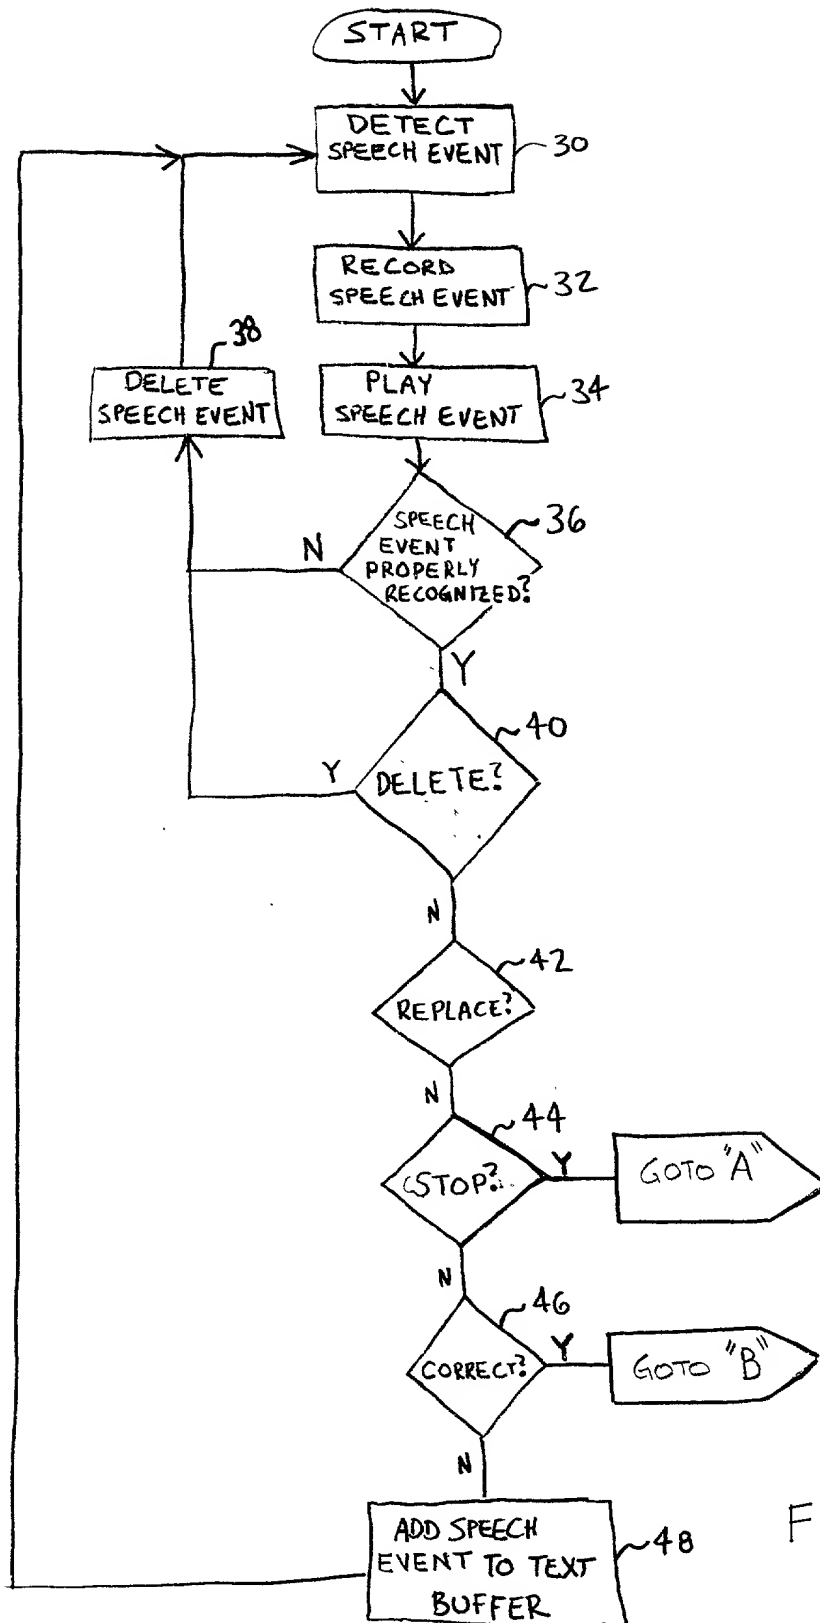 START
DETECT
SPEECH EVENT
30
RECORD
SPEECH EVENT
32
38
DELETE
SPEECH EVENT
PLAY
SPEECH EVENT
34
SPEECH
EVENT
PROPERLY
RECOGNIZED?
36
N
Y
40
Y
DELETE?
N
42
REPLACE?
N
44
STOP?
Y
GOTO "A"
N
46
CORRECT?
Y
GOTO "B"
N
ADD SPEECH
EVENT TO TEXT
BUFFER
48
F